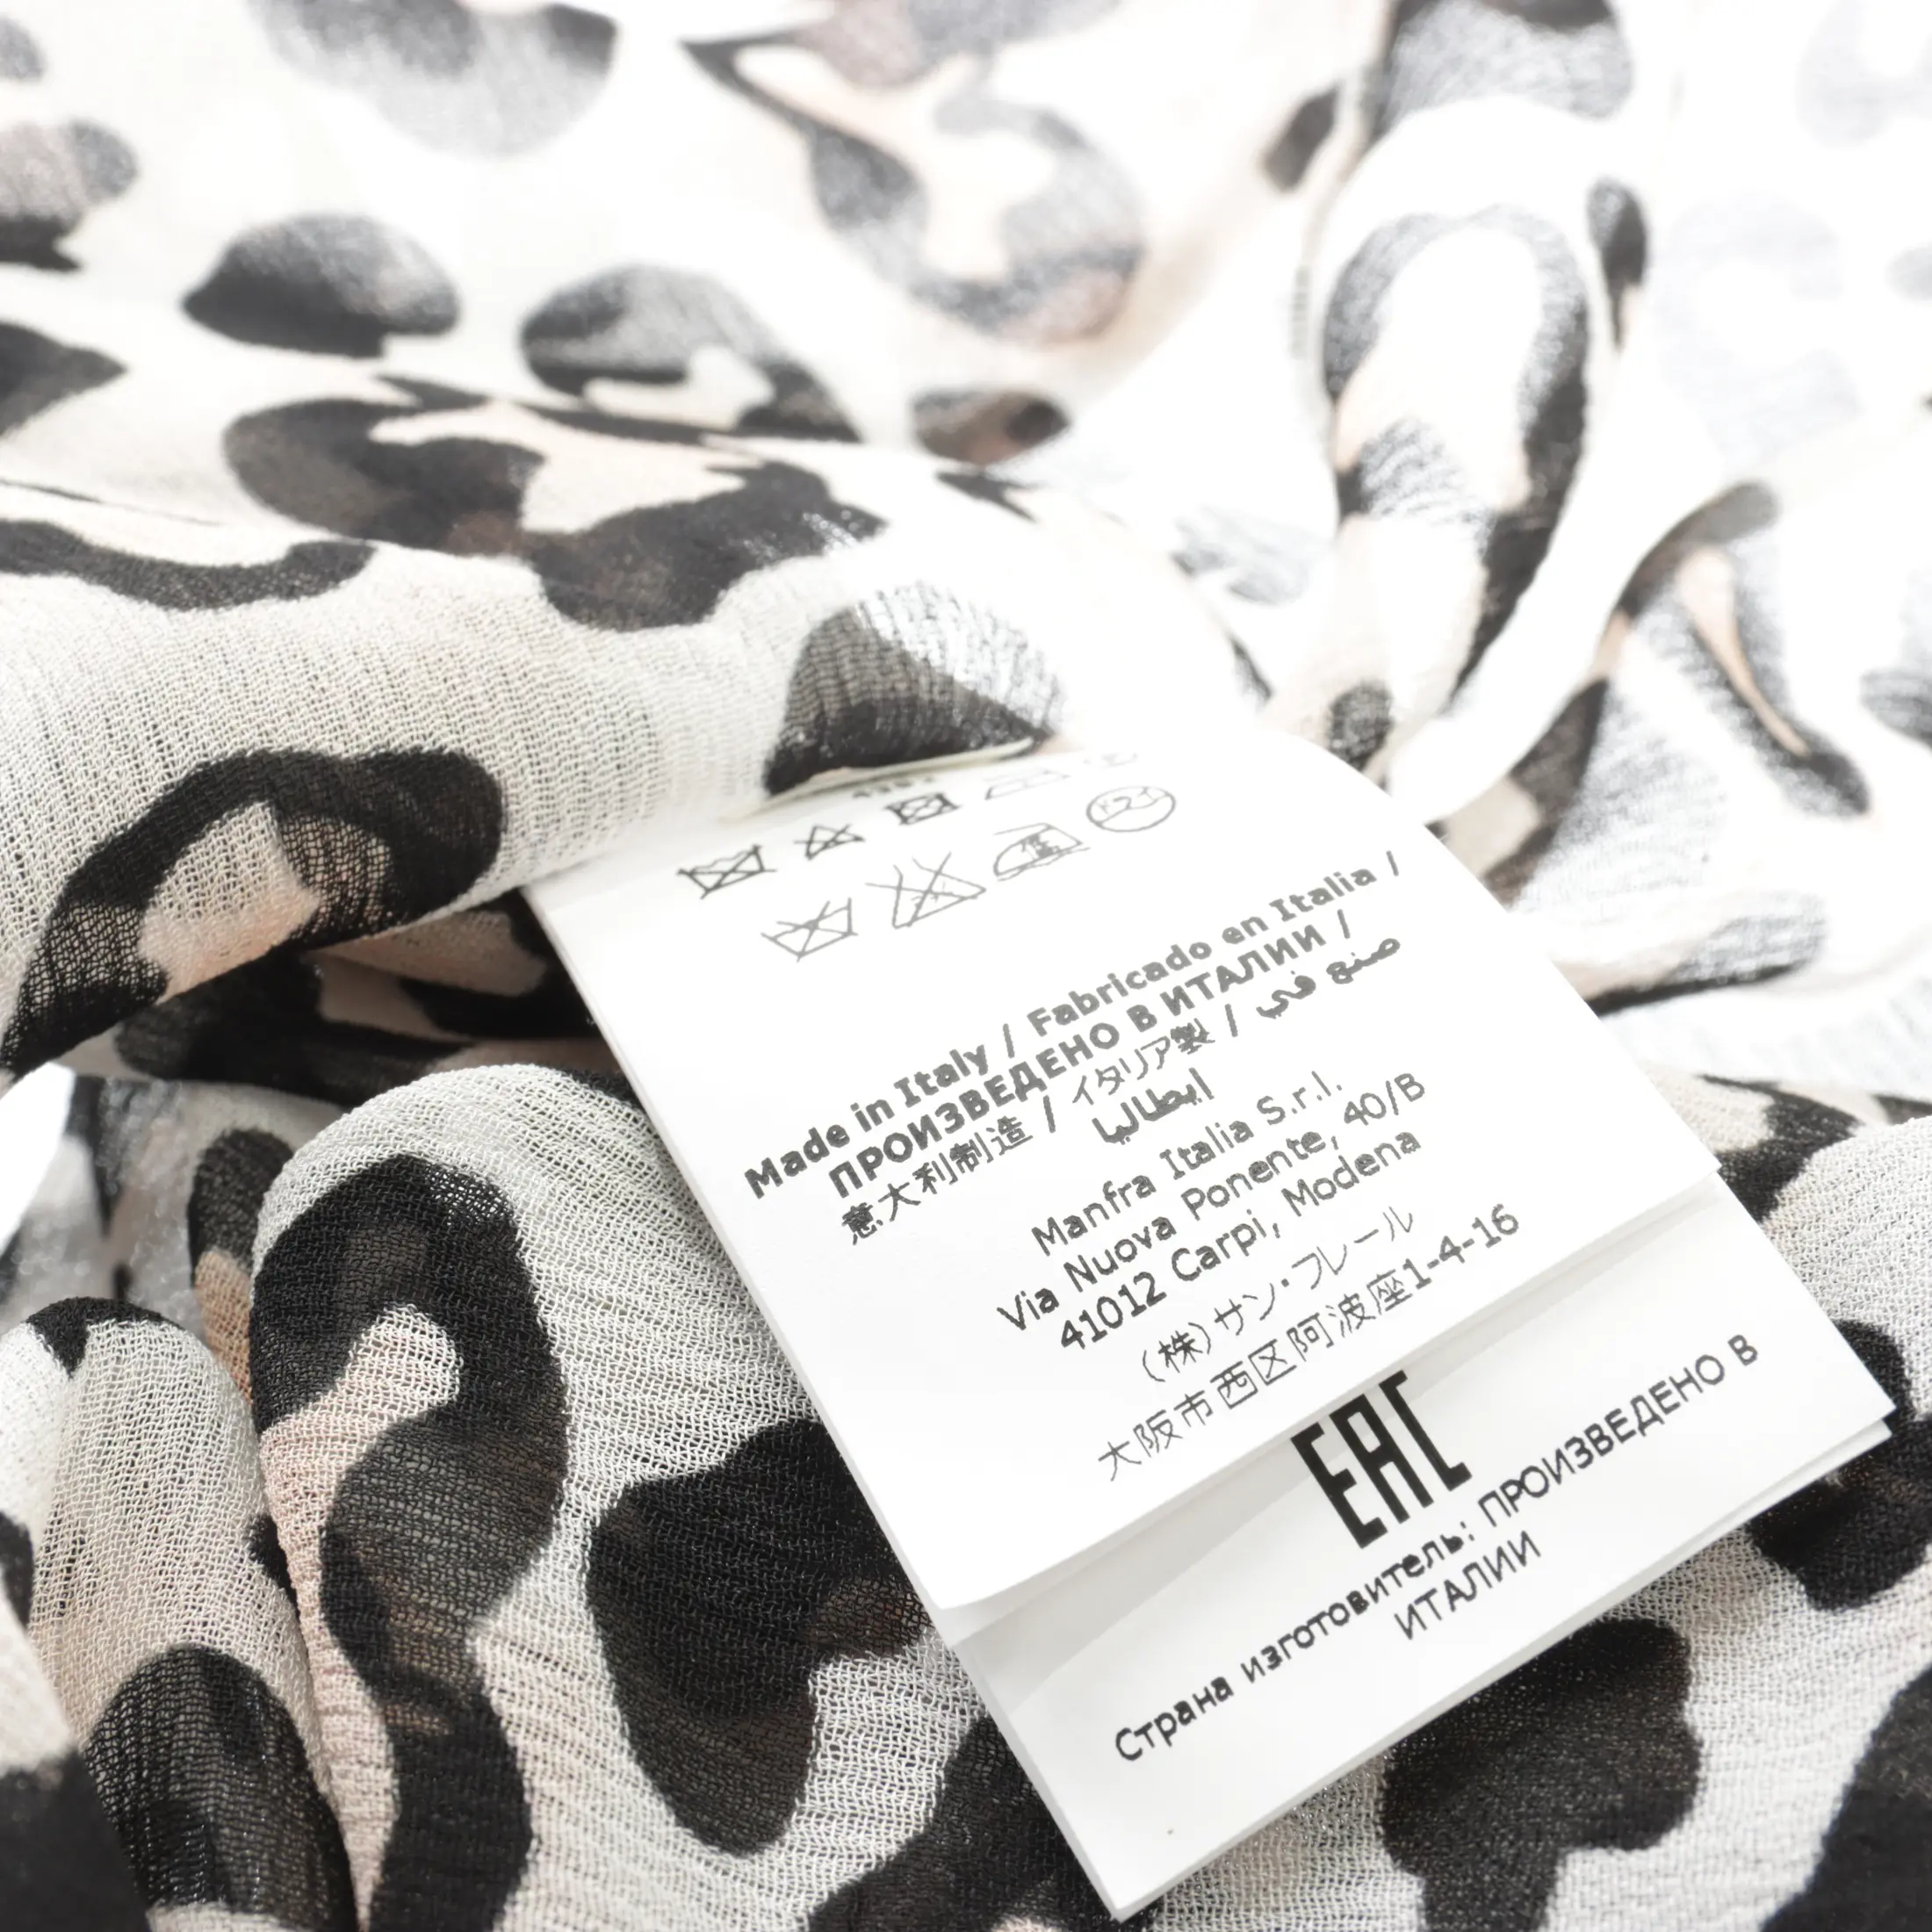 Made in Italy / Fabricado en Italia /
ПРОИЗВЕДЕНО В ИТАЛИИ /
意大利制造 / イタリア製 / صنع في
ايطاليا
Manfra Italia S.r.l.
Via Nuova Ponente, 40/B
41012 Carpi, Modena
(株)サン・フレール
大阪市西区阿波座1-4-16
EAC
Страна изготовитель: ПРОИЗВЕДЕНО В
ИТАЛИИ